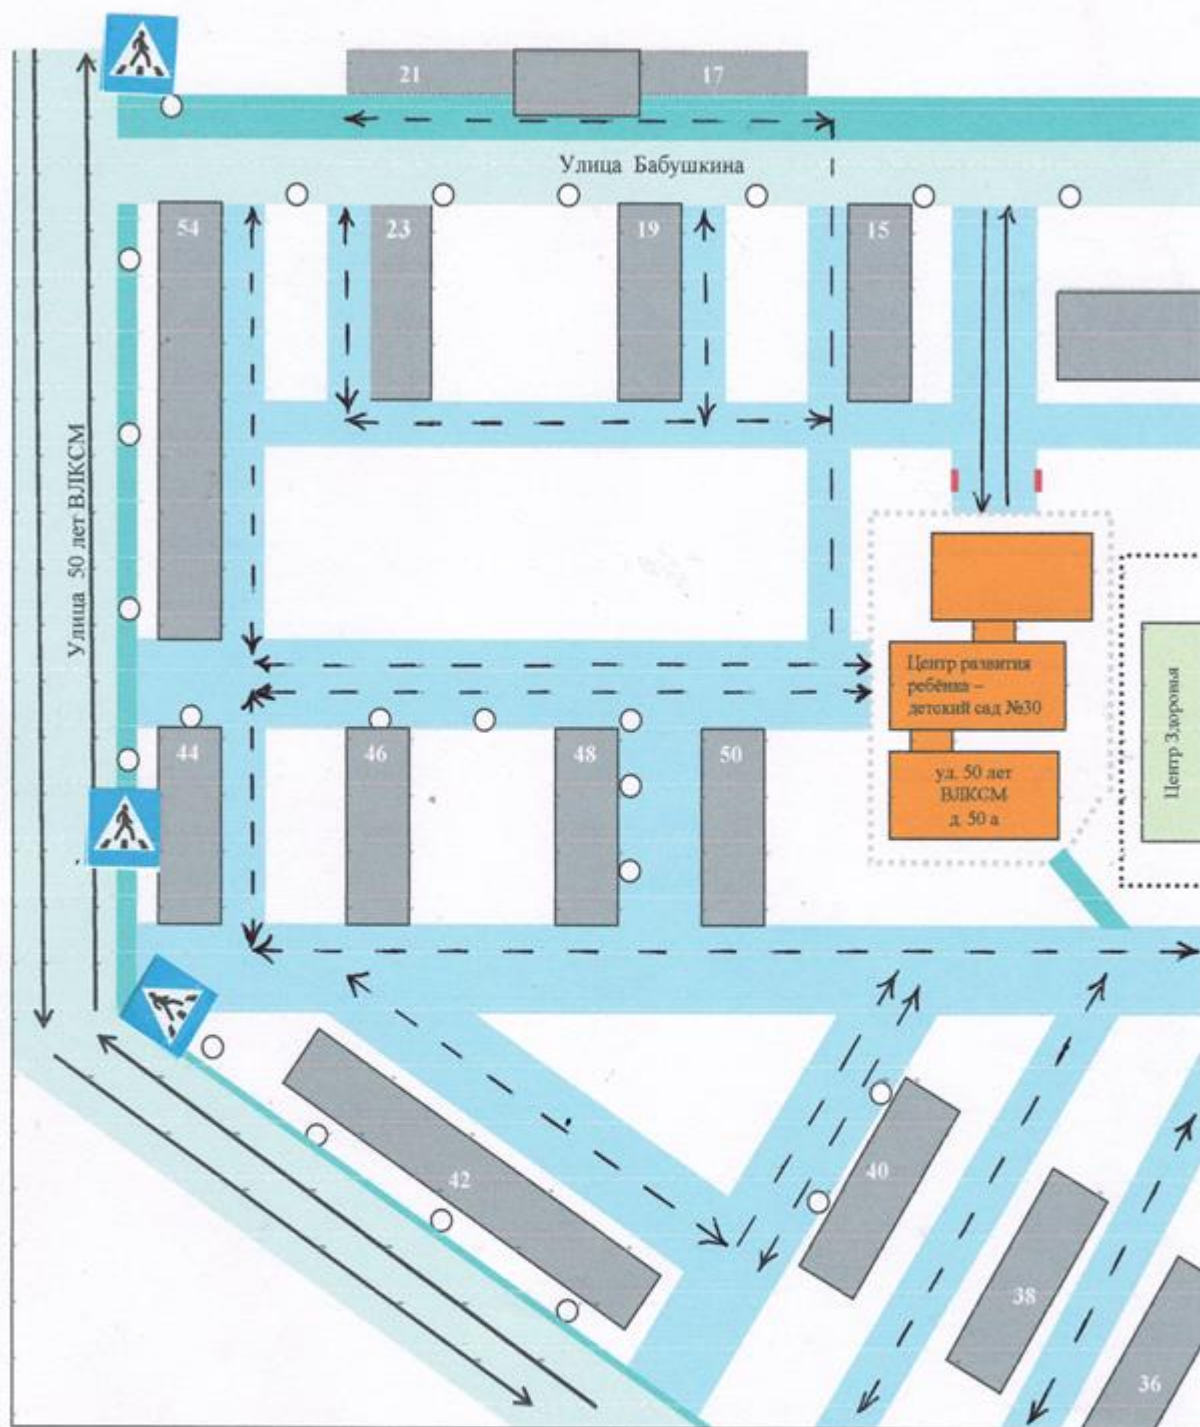 21
17
Улица Бабушкина
54
23
19
15
Улица 50 лет ВЛКСМ
Центр развития
ребёнка –
детский сад №30
ул. 50 лет
ВЛКСМ
д. 50 а
Центр Здоровья
44
46
48
50
42
40
38
36